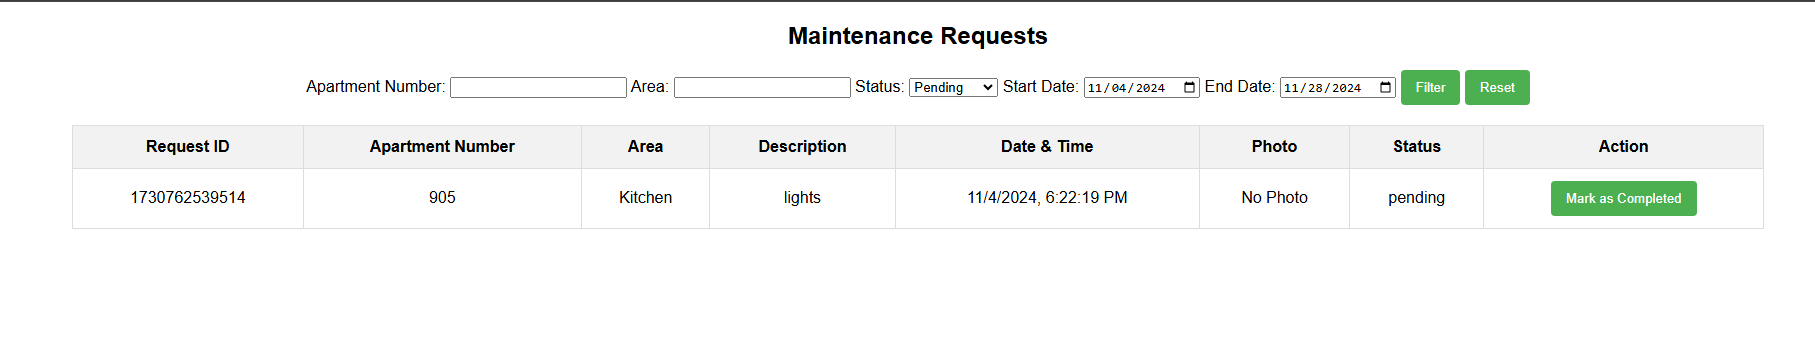 Maintenance Requests
Apartment Number: Area: Status: Pending Start Date: 11/04/2024 End Date: 11/28/2024 Filter Reset
Request ID Apartment Number Area Description Date & Time Photo Status Action
1730762539514 905 Kitchen lights 11/4/2024, 6:22:19 PM No Photo pending Mark as Completed